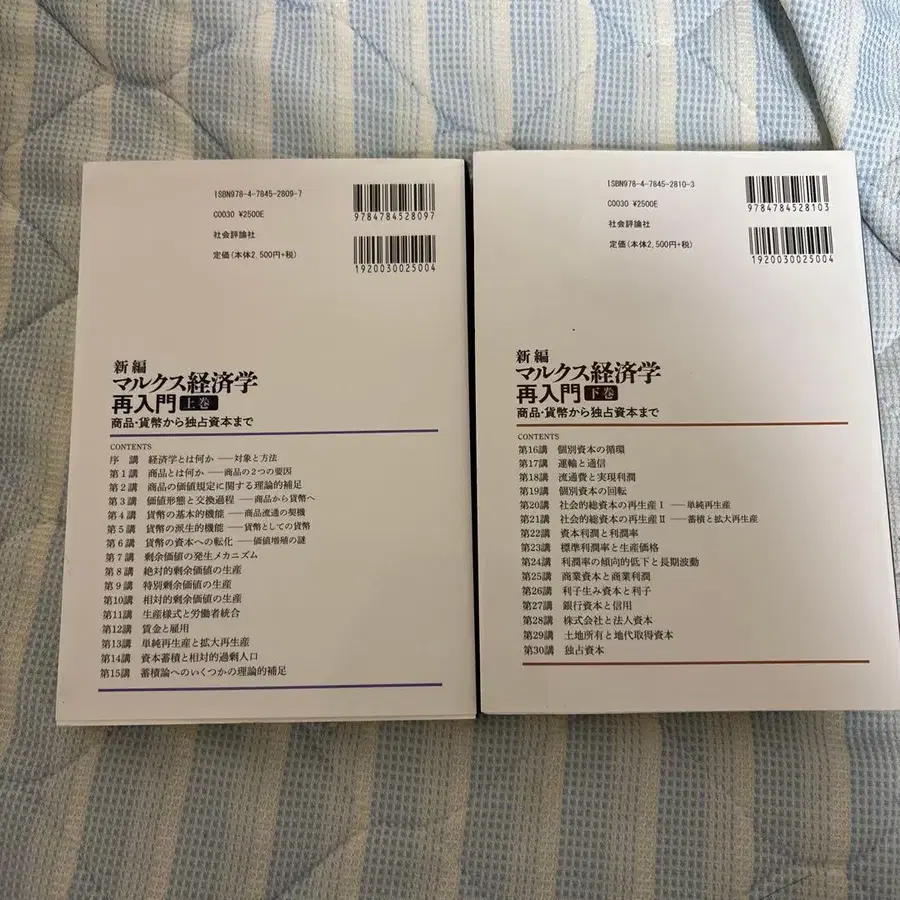 ISBN978-4-7845-2809-7
C0030 ¥2500E
社会評論社
定価(本体2,500円+税)
9784784528097
1920030025004
新編
マルクス経済学
再入門 上巻
商品・貨幣から独占資本まで
CONTENTS
序 講 経済学とは何か ――対象と方法
第1講 商品とは何か ――商品の2つの要因
第2講 商品の価値規定に関する理論的補足
第3講 価値形態と交換過程 ――商品から貨幣へ
第4講 貨幣の基本的機能 ――商品流通の契機
第5講 貨幣の派生的機能 ――貨幣としての貨幣
第6講 貨幣の資本への転化 ――価値増殖の謎
第7講 剰余価値の発生メカニズム
第8講 絶対的剰余価値の生産
第9講 特別剰余価値の生産
第10講 相対的剰余価値の生産
第11講 生産様式と労働者統合
第12講 賃金と雇用
第13講 単純再生産と拡大再生産
第14講 資本蓄積と相対的過剰人口
第15講 蓄積論へのいくつかの理論的補足
ISBN978-4-7845-2810-3
C0030 ¥2500E
社会評論社
定価(本体2,500円+税)
9784784528103
1920030025004
新編
マルクス経済学
再入門 下巻
商品・貨幣から独占資本まで
CONTENTS
第16講 個別資本の循環
第17講 運輸と通信
第18講 流通費と実現利潤
第19講 個別資本の回転
第20講 社会的総資本の再生産Ⅰ ――単純再生産
第21講 社会的総資本の再生産Ⅱ ――蓄積と拡大再生産
第22講 資本利潤と利潤率
第23講 標準利潤率と生産価格
第24講 利潤率の傾向的低下と長期波動
第25講 商業資本と商業利潤
第26講 利子生み資本と利子
第27講 銀行資本と信用
第28講 株式会社と法人資本
第29講 土地所有と地代取得資本
第30講 独占資本